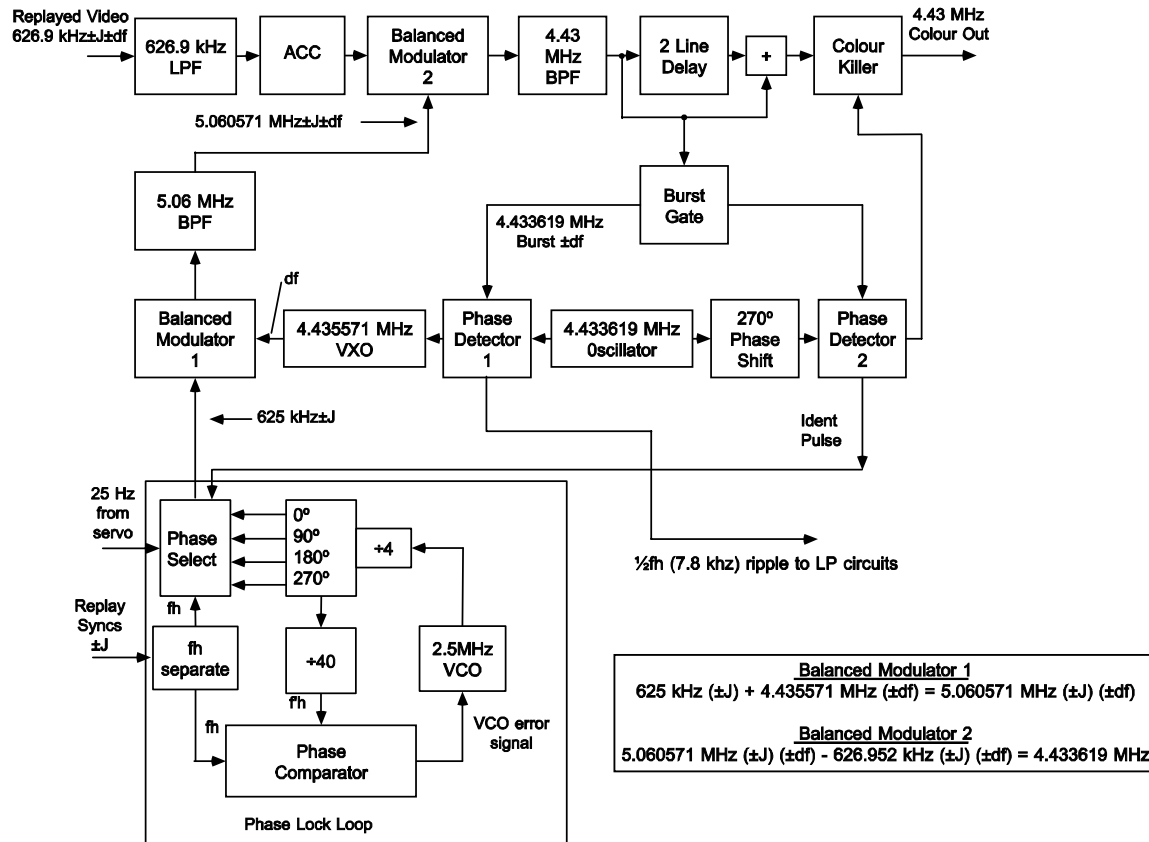 Replayed Video
626.9 kHz±J±df
626.9 kHz
LPF
ACC
Balanced
Modulator
2
4.43
MHz
BPF
2 Line
Delay
+
Colour
Killer
4.43 MHz
Colour Out
5.060571 MHz±J±df
5.06 MHz
BPF
Burst
Gate
4.433619 MHz
Burst ±df
df
Balanced
Modulator
1
4.435571 MHz
VXO
Phase
Detector
1
4.433619 MHz
0scillator
270º
Phase
Shift
Phase
Detector
2
625 kHz±J
Ident
Pulse
25 Hz
from
servo
Phase
Select
0º
90º
180º
270º
÷4
½fh (7.8 khz) ripple to LP circuits
Replay
Syncs
±J
fh
fh
separate
÷40
2.5MHz
VCO
fh
f'h
VCO error
signal
Phase
Comparator
Phase Lock Loop
Balanced Modulator 1
625 kHz (±J) + 4.435571 MHz (±df) = 5.060571 MHz (±J) (±df)
Balanced Modulator 2
5.060571 MHz (±J) (±df) - 626.952 kHz (±J) (±df) = 4.433619 MHz